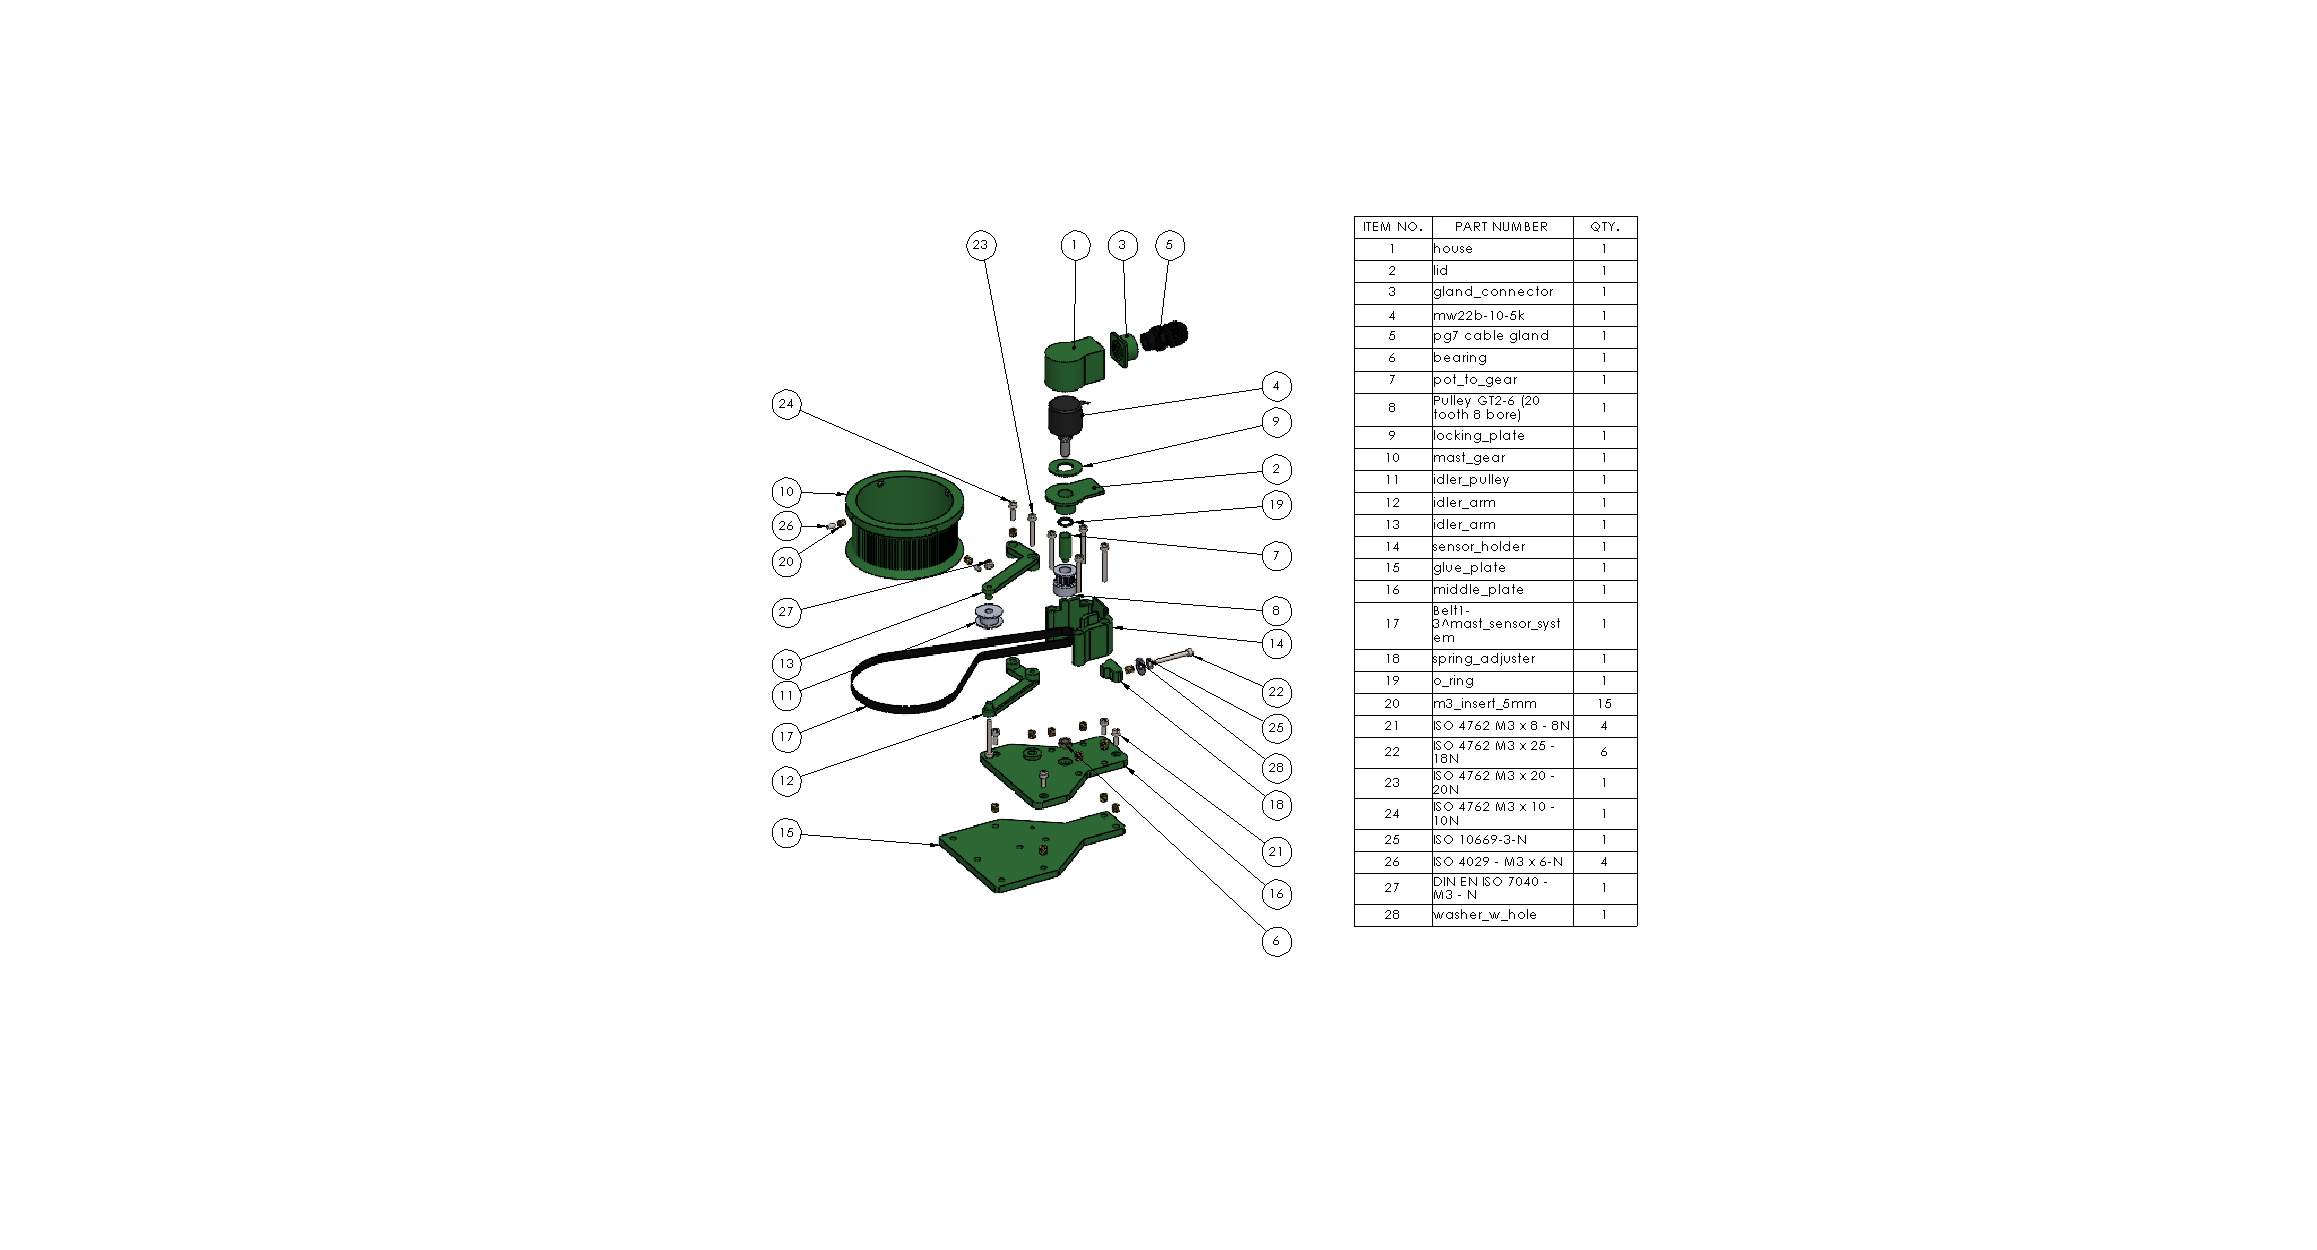 23 1 3 5
24
4
9
10
2
26
19
20
7
27
8
14
13
11
22
17
25
12
28
18
15
21
16
6
ITEM NO. PART NUMBER QTY.
1 house 1
2 lid 1
3 gland_connector 1
4 mw22b-10-5k 1
5 pg7 cable gland 1
6 bearing 1
7 pot_to_gear 1
8 Pulley GT2-6 (20
tooth 8 bore) 1
9 locking_plate 1
10 mast_gear 1
11 idler_pulley 1
12 idler_arm 1
13 idler_arm 1
14 sensor_holder 1
15 glue_plate 1
16 middle_plate 1
17 Belt1-
3^mast_sensor_syst 1
em
18 spring_adjuster 1
19 o_ring 1
20 m3_insert_5mm 15
21 ISO 4762 M3 x 8 - 8N 4
22 ISO 4762 M3 x 25 -
18N 6
23 ISO 4762 M3 x 20 -
20N 1
24 ISO 4762 M3 x 10 -
10N 1
25 ISO 10669-3-N 1
26 ISO 4029 - M3 x 6-N 4
27 DIN EN ISO 7040 -
M3 - N 1
28 washer_w_hole 1